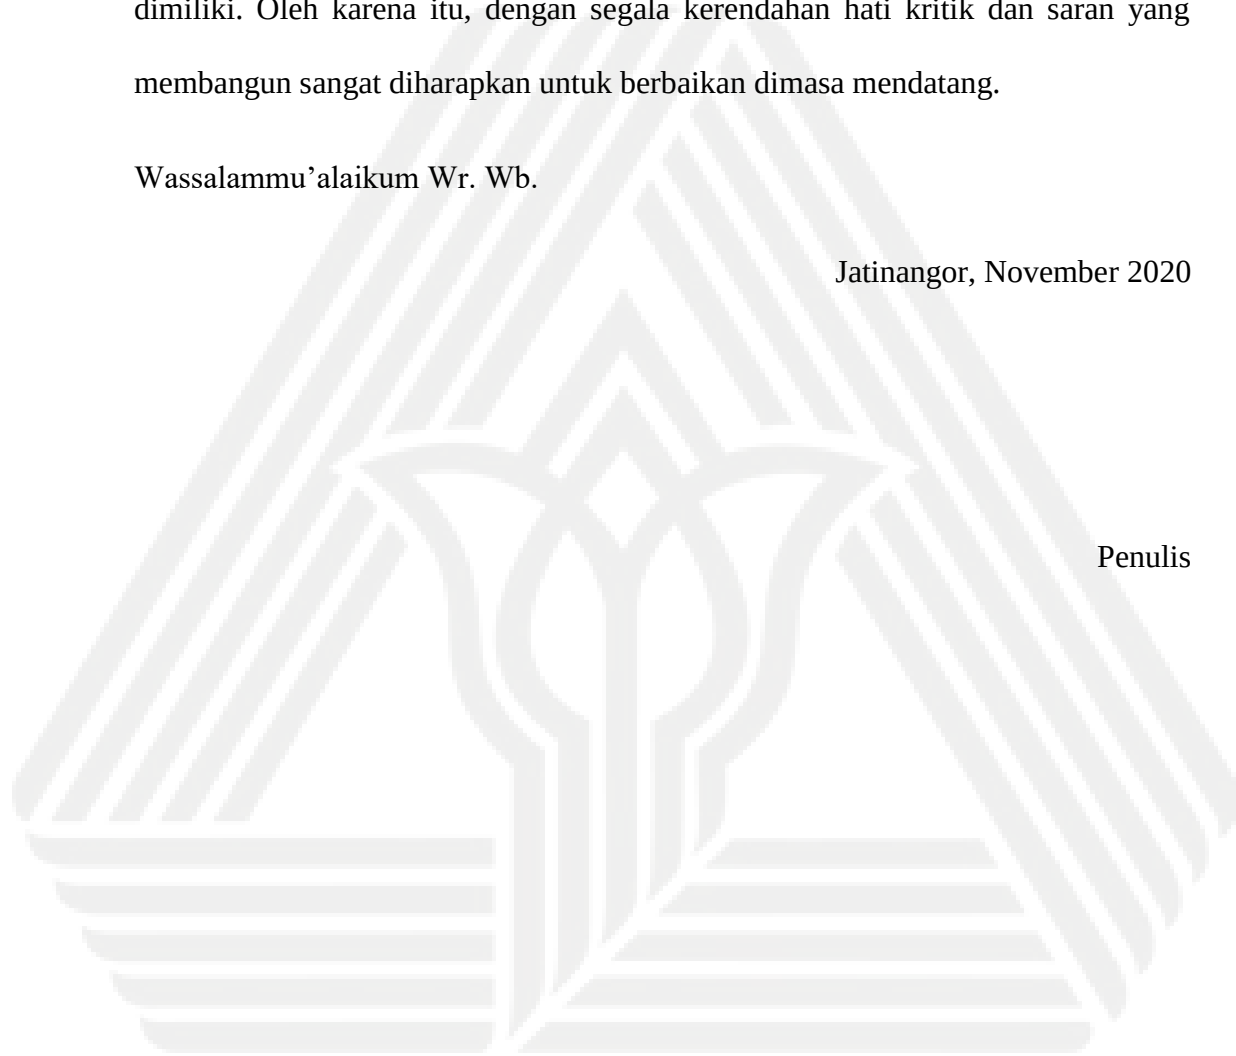 dimiliki. Oleh karena itu, dengan segala kerendahan hati kritik dan saran yang
membangun sangat diharapkan untuk berbaikan dimasa mendatang.
Wassalammu’alaikum Wr. Wb.
Jatinangor, November 2020
Penulis